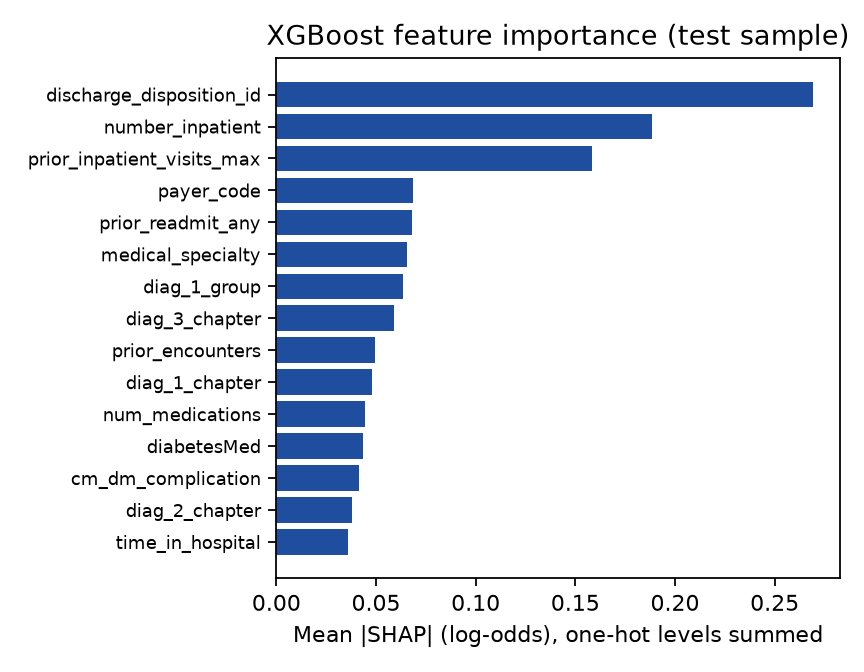 XGBoost feature importance (test sample)
discharge_disposition_id
number_inpatient
prior_inpatient_visits_max
payer_code
prior_readmit_any
medical_specialty
diag_1_group
diag_3_chapter
prior_encounters
diag_1_chapter
num_medications
diabetesMed
cm_dm_complication
diag_2_chapter
time_in_hospital
0.00 0.05 0.10 0.15 0.20 0.25
Mean |SHAP| (log-odds), one-hot levels summed